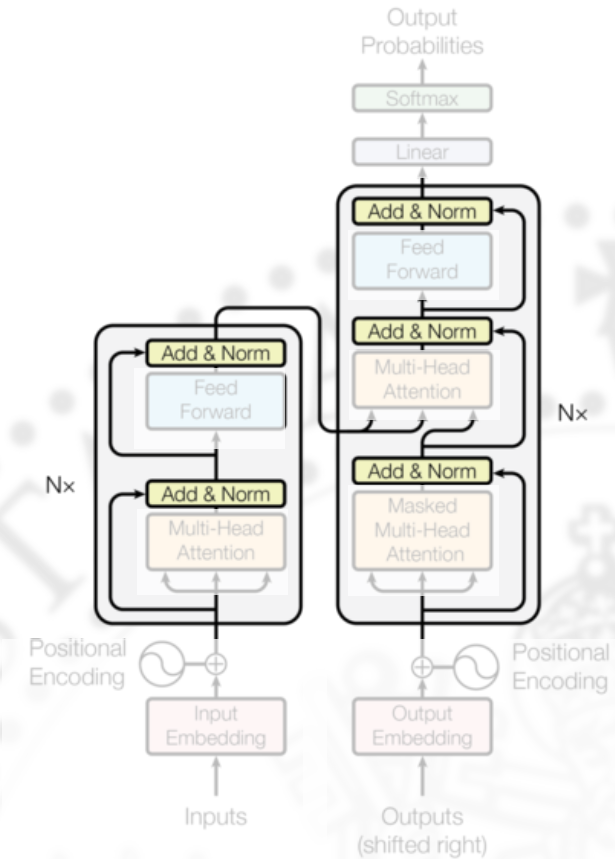 Output
Probabilities
Softmax
Linear
Add & Norm
Feed
Forward
Add & Norm
Multi-Head
Attention
Nx
Add & Norm
Masked
Multi-Head
Attention
Add & Norm
Feed
Forward
Nx
Add & Norm
Multi-Head
Attention
Positional
Encoding
Positional
Encoding
Input
Embedding
Output
Embedding
Inputs
Outputs
(shifted right)